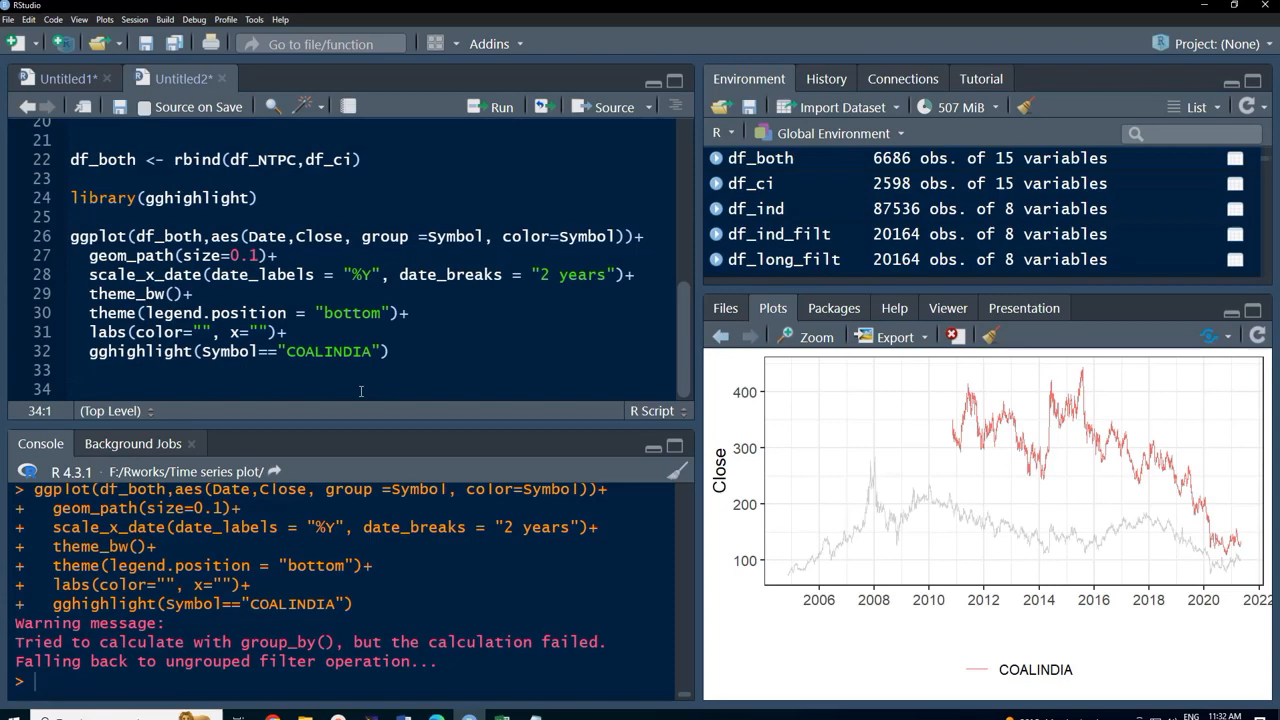 RStudio
File Edit Code View Plots Session Build Debug Profile Tools Help
Go to file/function Addins Project: (None)
Untitled1* Untitled2*
Source on Save Run Source
20
21
22 df_both <- rbind(df_NTPC,df_ci)
23
24 library(gghighlight)
25
26 ggplot(df_both,aes(Date,Close, group =Symbol, color=Symbol))+
27 geom_path(size=0.1)+
28 scale_x_date(date_labels = "%Y", date_breaks = "2 years")+
29 theme_bw()+
30 theme(legend.position = "bottom")+
31 labs(color="", x="")+
32 gghighlight(Symbol=="COALINDIA")
33
34
34:1 (Top Level) R Script
Console Background Jobs
R 4.3.1 · F:/Rworks/Time series plot/
> ggplot(df_both,aes(Date,Close, group =Symbol, color=Symbol))+
+ geom_path(size=0.1)+
+ scale_x_date(date_labels = "%Y", date_breaks = "2 years")+
+ theme_bw()+
+ theme(legend.position = "bottom")+
+ labs(color="", x="")+
+ gghighlight(Symbol=="COALINDIA")
Warning message:
Tried to calculate with group_by(), but the calculation failed.
Falling back to ungrouped filter operation...
>
Environment History Connections Tutorial
Import Dataset 507 MiB List
R Global Environment
df_both 6686 obs. of 15 variables
df_ci 2598 obs. of 15 variables
df_ind 87536 obs. of 8 variables
df_ind_filt 20164 obs. of 8 variables
df_long_filt 20164 obs. of 8 variables
Files Plots Packages Help Viewer Presentation
Zoom Export
400
300
200
100
Close
2006 2008 2010 2012 2014 2016 2018 2020 2022
COALINDIA
ENG 11:32 AM